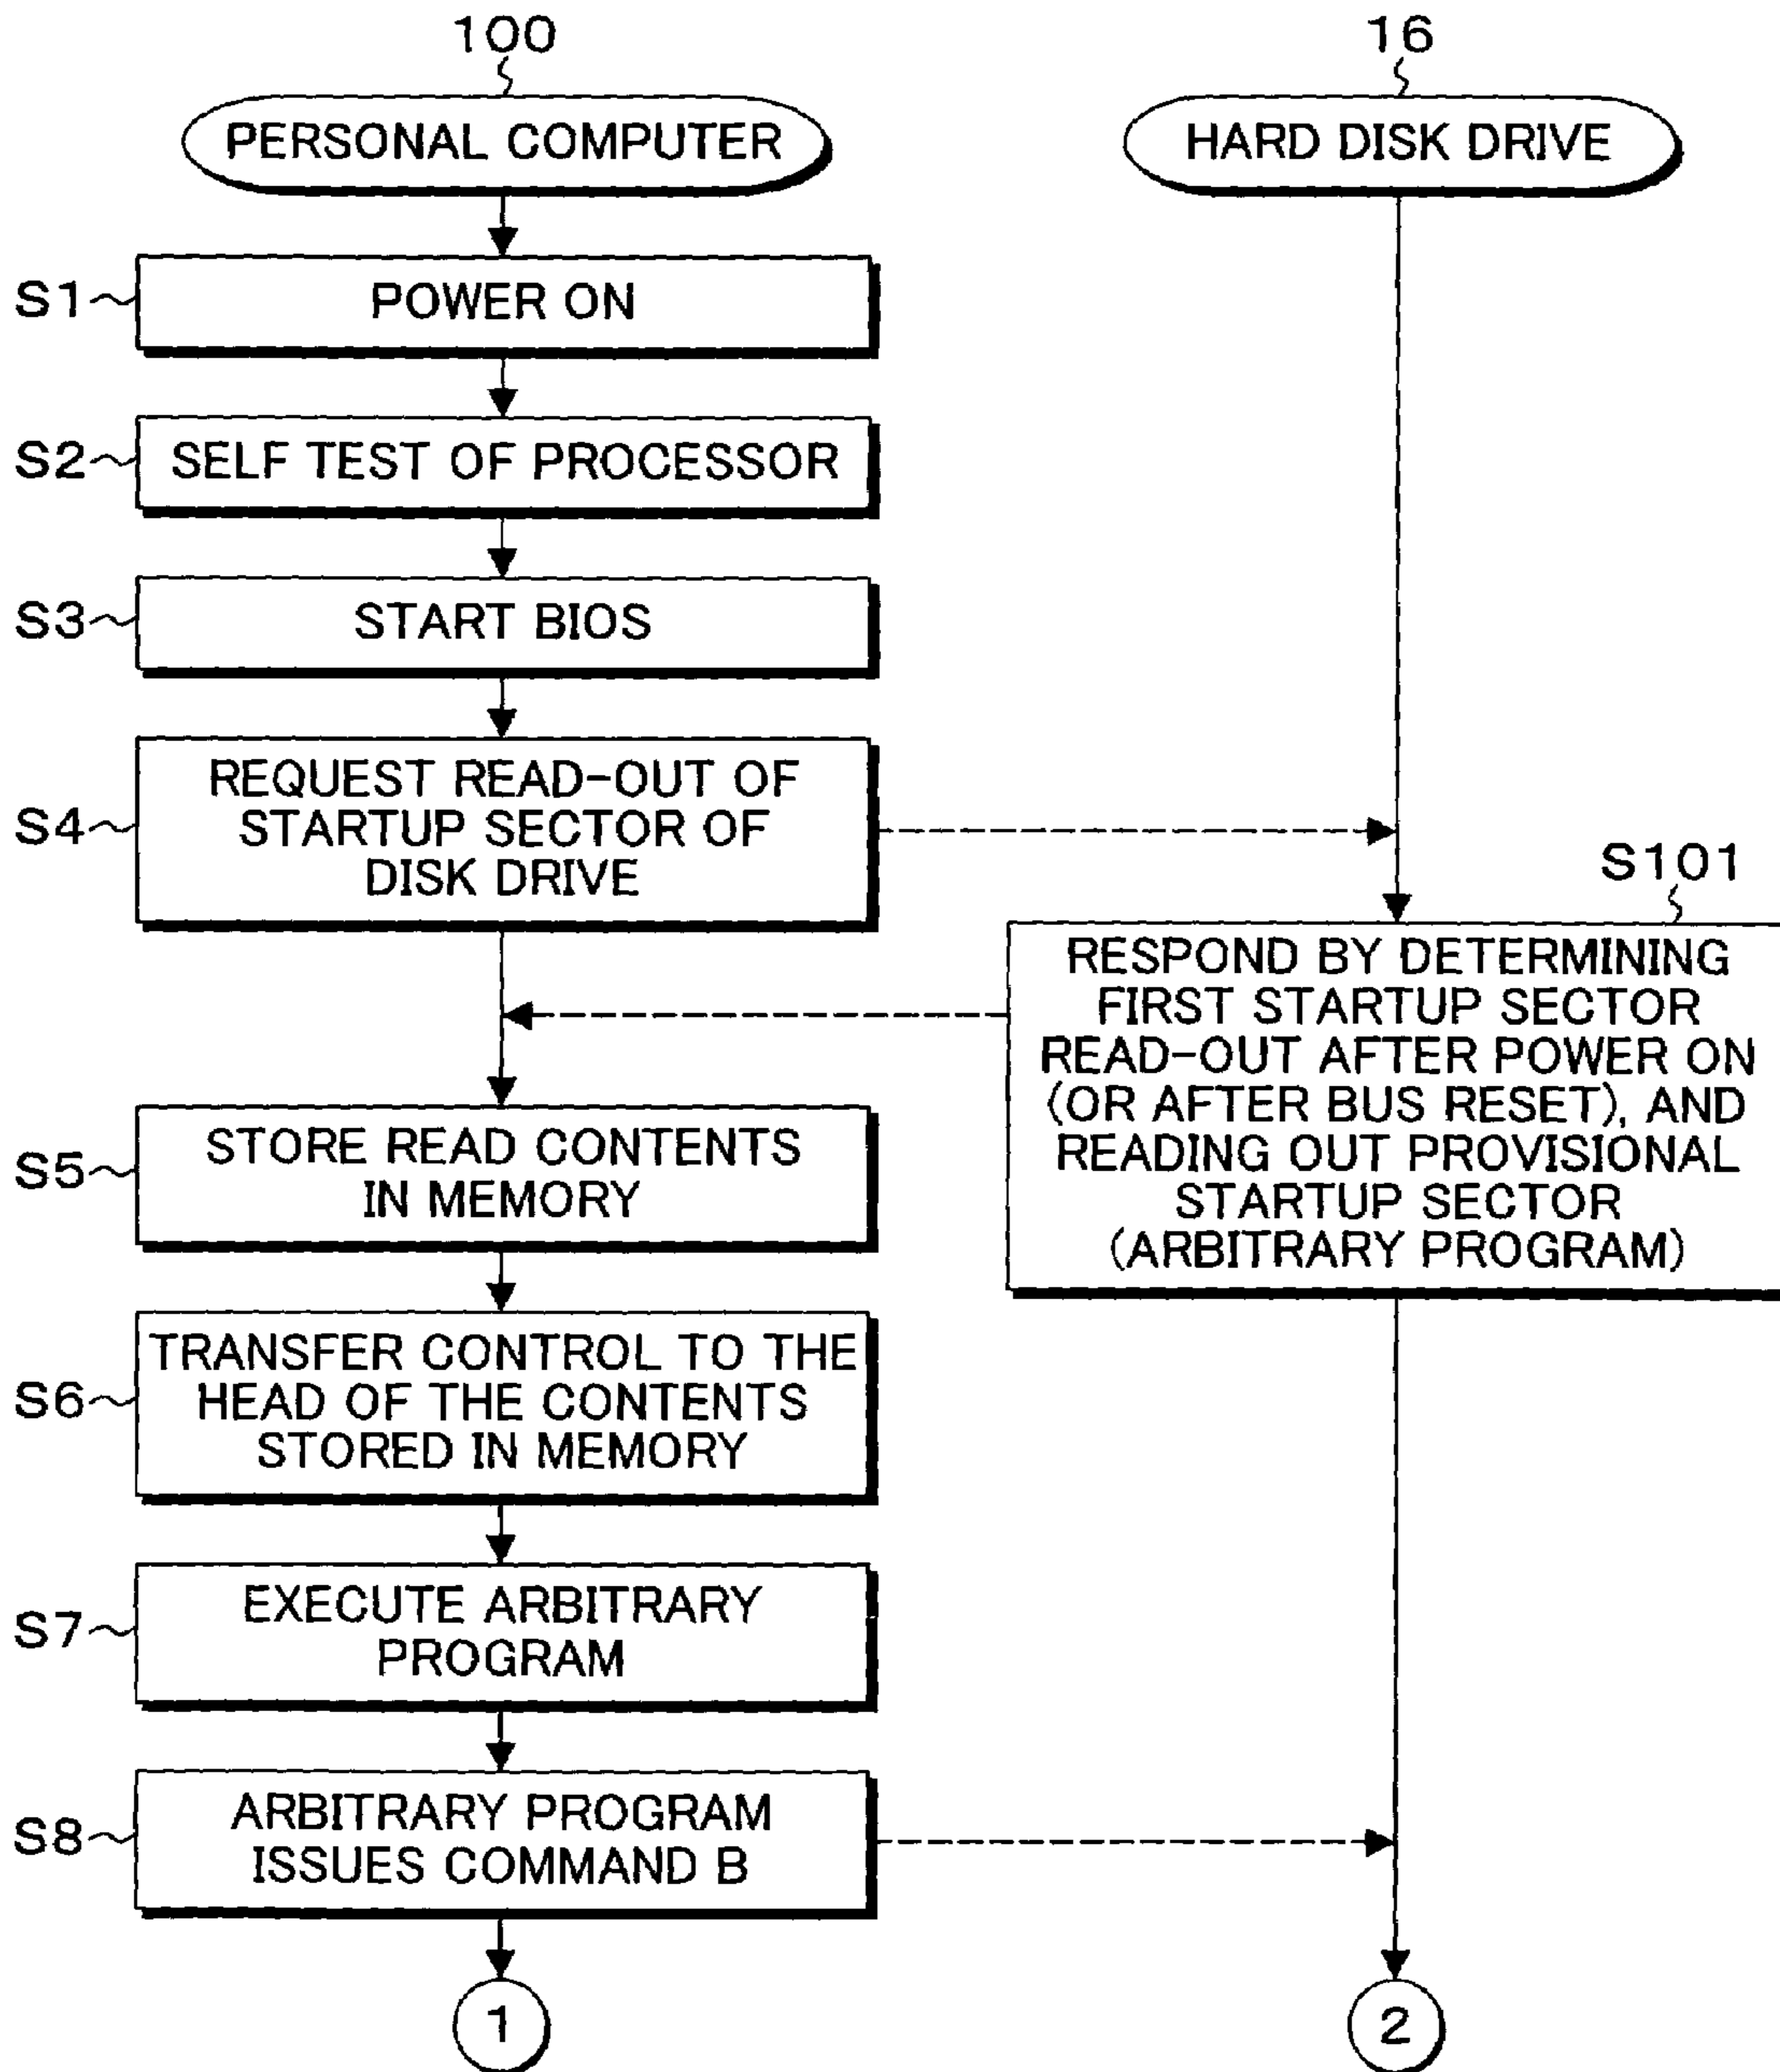 100
16
PERSONAL COMPUTER
HARD DISK DRIVE
S1
POWER ON
S2
SELF TEST OF PROCESSOR
S3
START BIOS
S4
REQUEST READ-OUT OF
STARTUP SECTOR OF
DISK DRIVE
S101
RESPOND BY DETERMINING
FIRST STARTUP SECTOR
READ-OUT AFTER POWER ON
(OR AFTER BUS RESET), AND
READING OUT PROVISIONAL
STARTUP SECTOR
(ARBITRARY PROGRAM)
S5
STORE READ CONTENTS
IN MEMORY
S6
TRANSFER CONTROL TO THE
HEAD OF THE CONTENTS
STORED IN MEMORY
S7
EXECUTE ARBITRARY
PROGRAM
S8
ARBITRARY PROGRAM
ISSUES COMMAND B
1
2